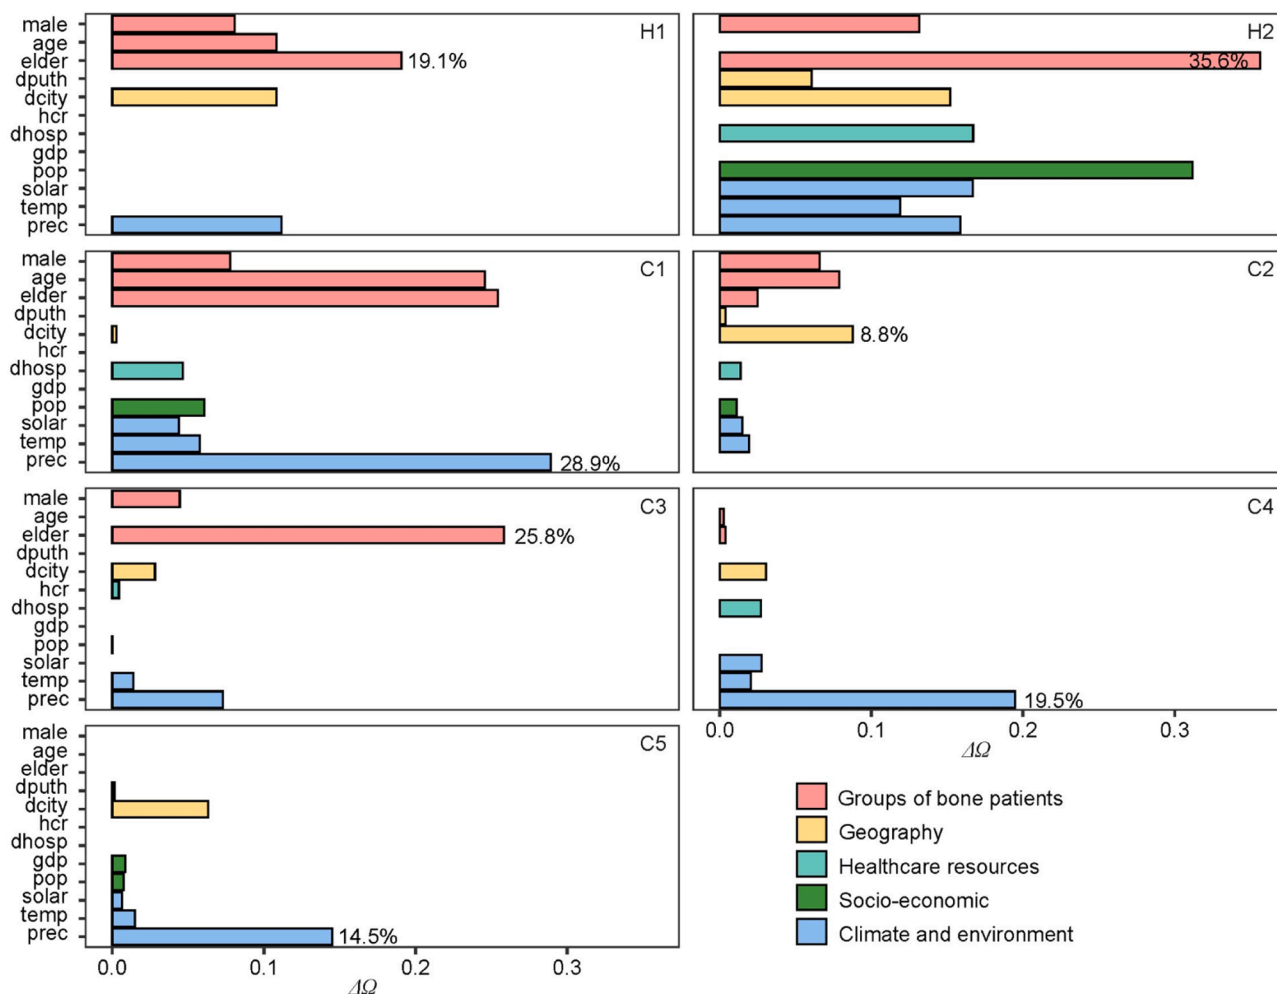 H1
male
age
elder
19.1%
dputh
dcity
hcr
dhosp
gdp
pop
solar
temp
prec
H2
35.6%
C1
male
age
elder
dputh
dcity
hcr
dhosp
gdp
pop
solar
temp
prec
28.9%
C2
8.8%
C3
male
age
elder
25.8%
dputh
dcity
hcr
dhosp
gdp
pop
solar
temp
prec
C4
19.5%
0.0 0.1 0.2 0.3
ΔΩ
C5
male
age
elder
dputh
dcity
hcr
dhosp
gdp
pop
solar
temp
prec
14.5%
0.0 0.1 0.2 0.3
ΔΩ
Groups of bone patients
Geography
Healthcare resources
Socio-economic
Climate and environment